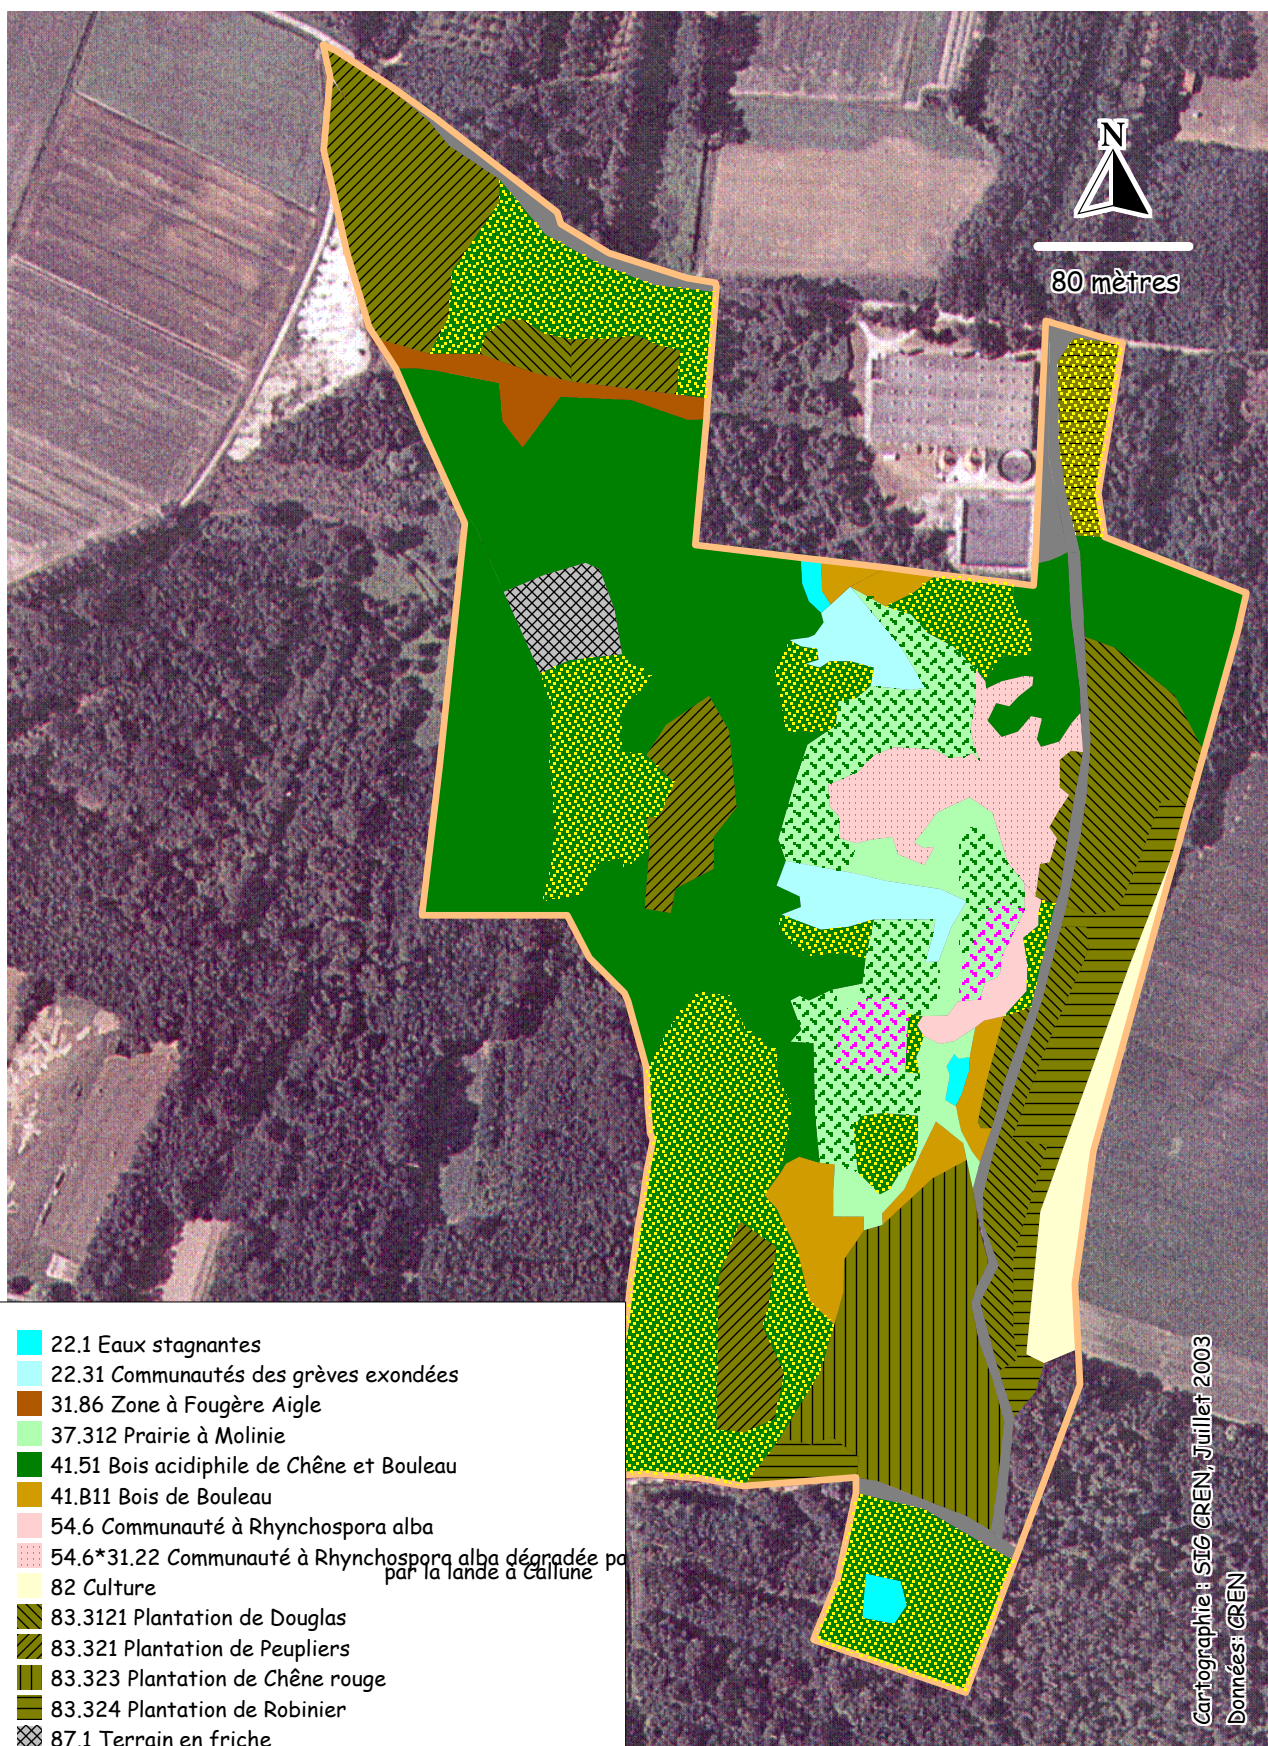 N
80 mètres
22.1 Eaux stagnantes
22.31 Communautés des grèves exondées
31.86 Zone à Fougère Aigle
37.312 Prairie à Molinie
41.51 Bois acidiphile de Chêne et Bouleau
41.B11 Bois de Bouleau
54.6 Communauté à Rhynchospora alba
54.6*31.22 Communauté à Rhynchospora alba dégradée pa
par la lande à Callune
82 Culture
83.3121 Plantation de Douglas
83.321 Plantation de Peupliers
83.323 Plantation de Chêne rouge
83.324 Plantation de Robinier
87.1 Terrain en friche
Cartographie : SIG CREN, Juillet 2003
Données: CREN